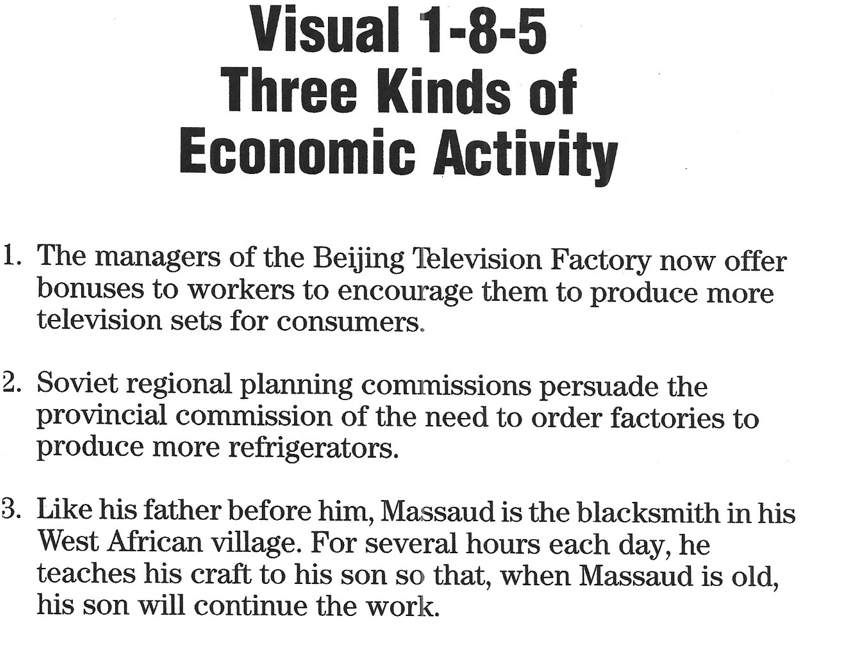 Visual 1-8-5
Three Kinds of
Economic Activity
1. The managers of the Beijing Television Factory now offer
bonuses to workers to encourage them to produce more
television sets for consumers.
2. Soviet regional planning commissions persuade the
provincial commission of the need to order factories to
produce more refrigerators.
3. Like his father before him, Massaud is the blacksmith in his
West African village. For several hours each day, he
teaches his craft to his son so that, when Massaud is old,
his son will continue the work.